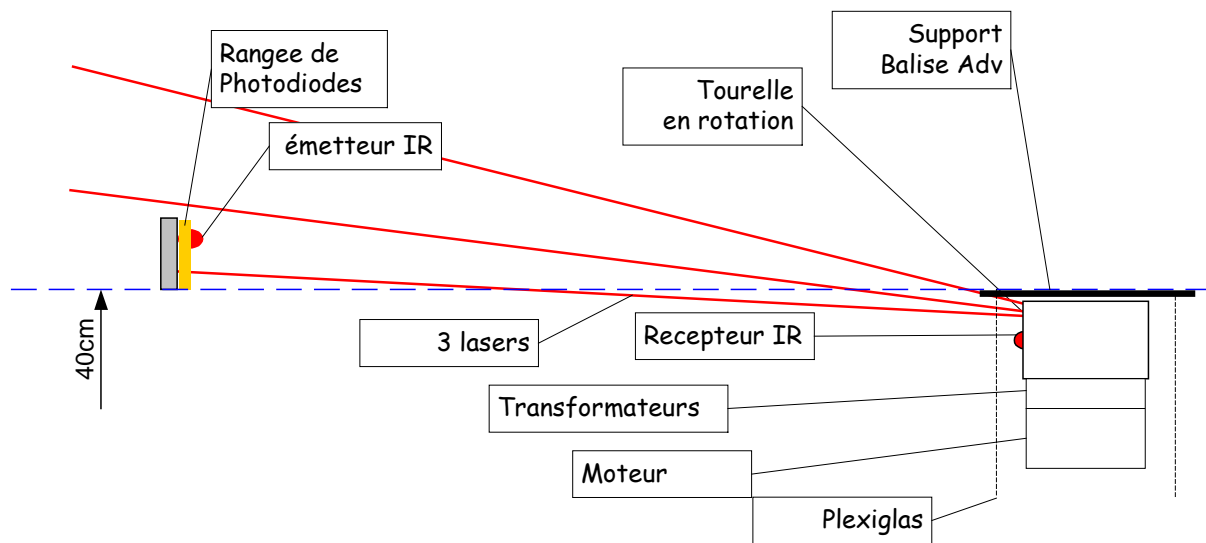 Rangee de
Photodiodes
émetteur IR
Support
Balise Adv
Tourelle
en rotation
3 lasers
Recepteur IR
40cm
Transformateurs
Moteur
Plexiglas